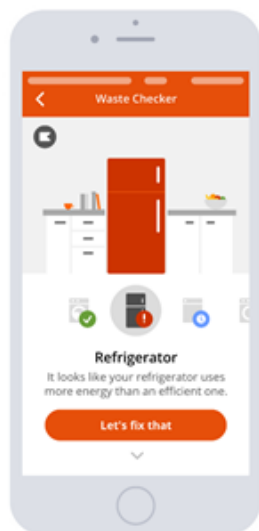 Waste Checker
Refrigerator
It looks like your refrigerator uses
more energy than an efficient one.
Let's fix that